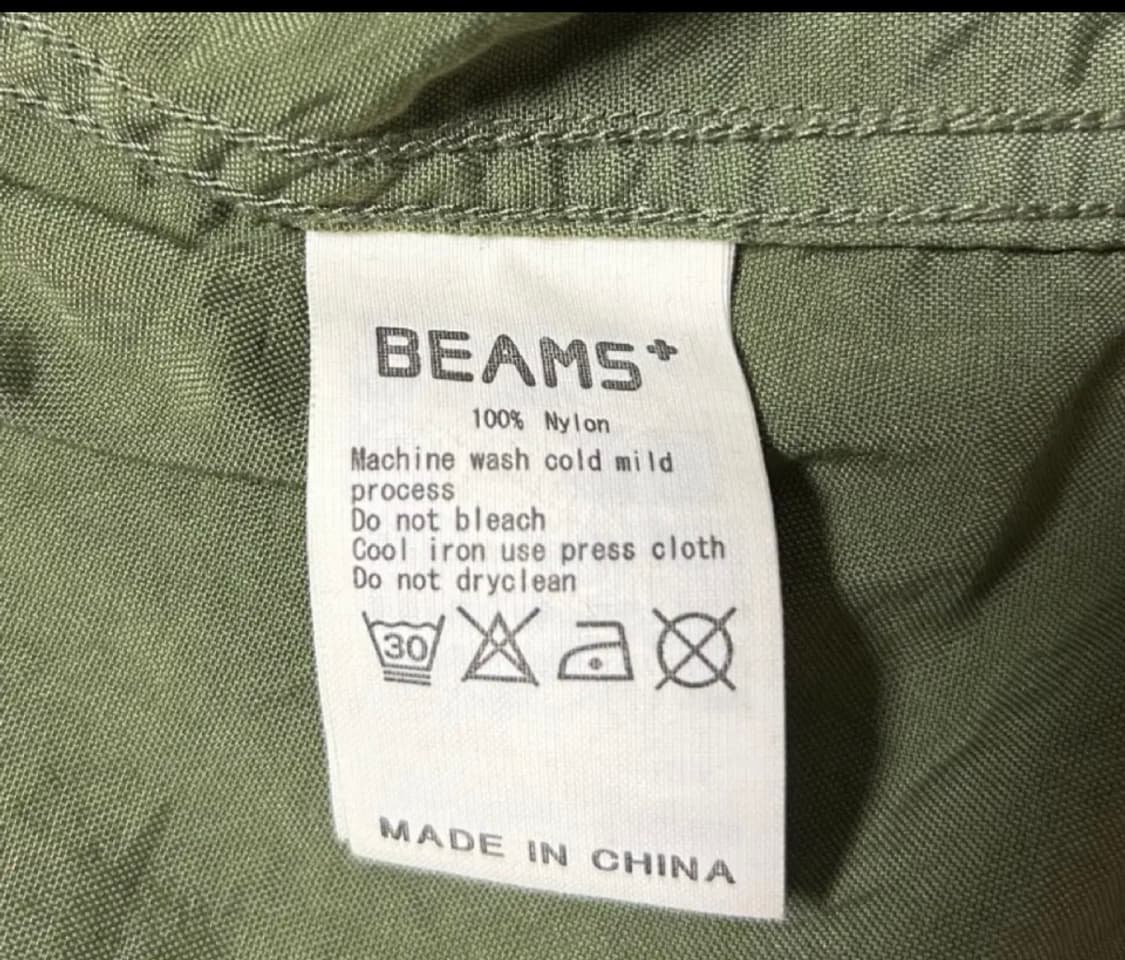 BEAMS+
100% Nylon
Machine wash cold mild
process
Do not bleach
Cool iron use press cloth
Do not dryclean
30
MADE IN CHINA